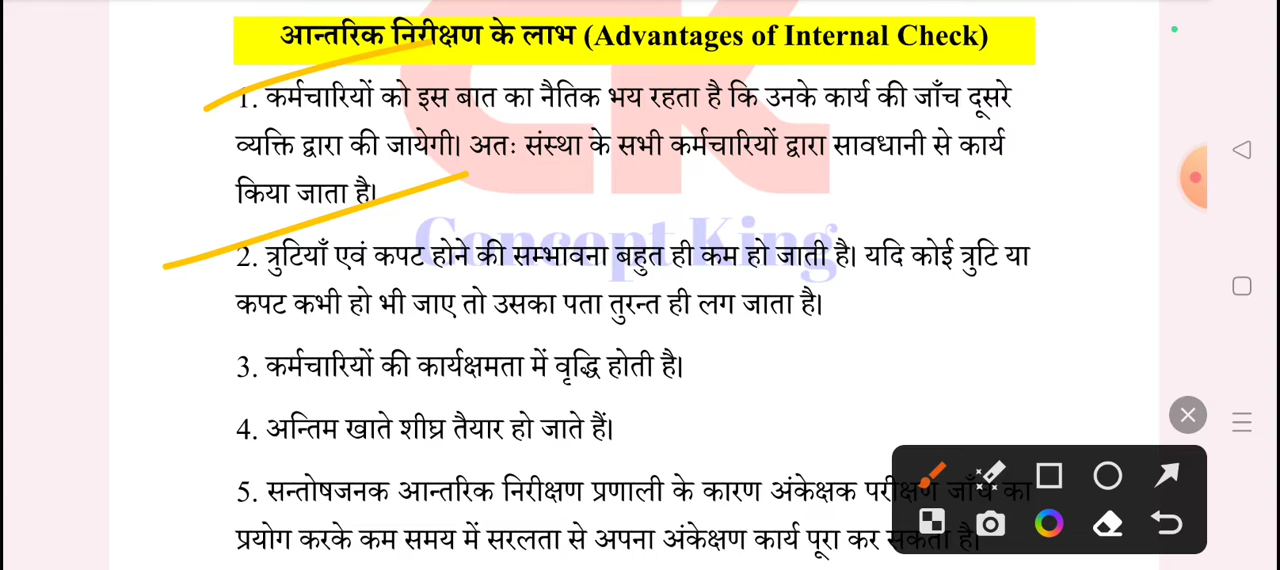 आन्तरिक निरीक्षण के लाभ (Advantages of Internal Check)
1. कर्मचारियों को इस बात का नैतिक भय रहता है कि उनके कार्य की जाँच दूसरे
व्यक्ति द्वारा की जायेगी। अतः संस्था के सभी कर्मचारियों द्वारा सावधानी से कार्य
किया जाता है।
Concept King
2. त्रुटियाँ एवं कपट होने की सम्भावना बहुत ही कम हो जाती है। यदि कोई त्रुटि या
कपट कभी हो भी जाए तो उसका पता तुरन्त ही लग जाता है।
3. कर्मचारियों की कार्यक्षमता में वृद्धि होती है।
4. अन्तिम खाते शीघ्र तैयार हो जाते हैं।
5. सन्तोषजनक आन्तरिक निरीक्षण प्रणाली के कारण अंकेक्षक परीक्षण जाँच का
प्रयोग करके कम समय में सरलता से अपना अंकेक्षण कार्य पूरा कर सकता है।